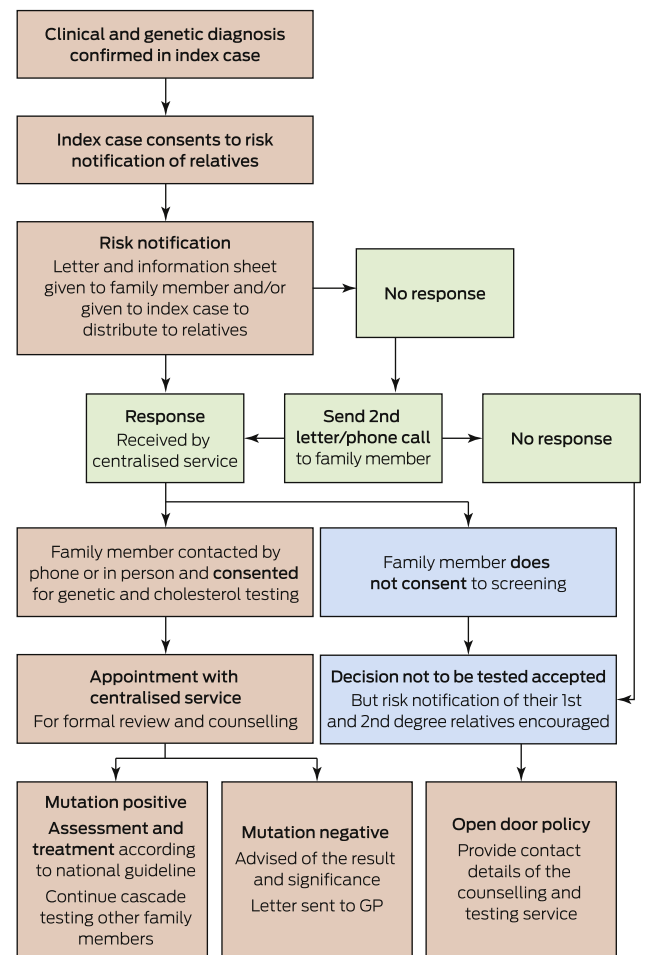 Clinical and genetic diagnosis
confirmed in index case
Index case consents to risk
notification of relatives
Risk notification
Letter and information sheet
given to family member and/or
given to index case to
distribute to relatives
No response
Response
Received by
centralised service
Send 2nd
letter/phone call
to family member
No response
Family member contacted by
phone or in person and consented
for genetic and cholesterol testing
Family member does
not consent to screening
Appointment with
centralised service
For formal review and counselling
Decision not to be tested accepted
But risk notification of their 1st
and 2nd degree relatives encouraged
Mutation positive
Assessment and
treatment according
to national guideline
Continue cascade
testing other family
members
Mutation negative
Advised of the result
and significance
Letter sent to GP
Open door policy
Provide contact
details of the
counselling and
testing service